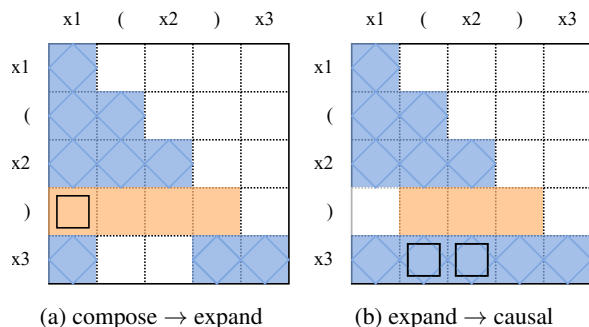 x1 ( x2 ) x3 x1 ( x2 ) x3
x1 x1
( (
x2 x2
) )
x3 x3
(a) compose → expand (b) expand → causal